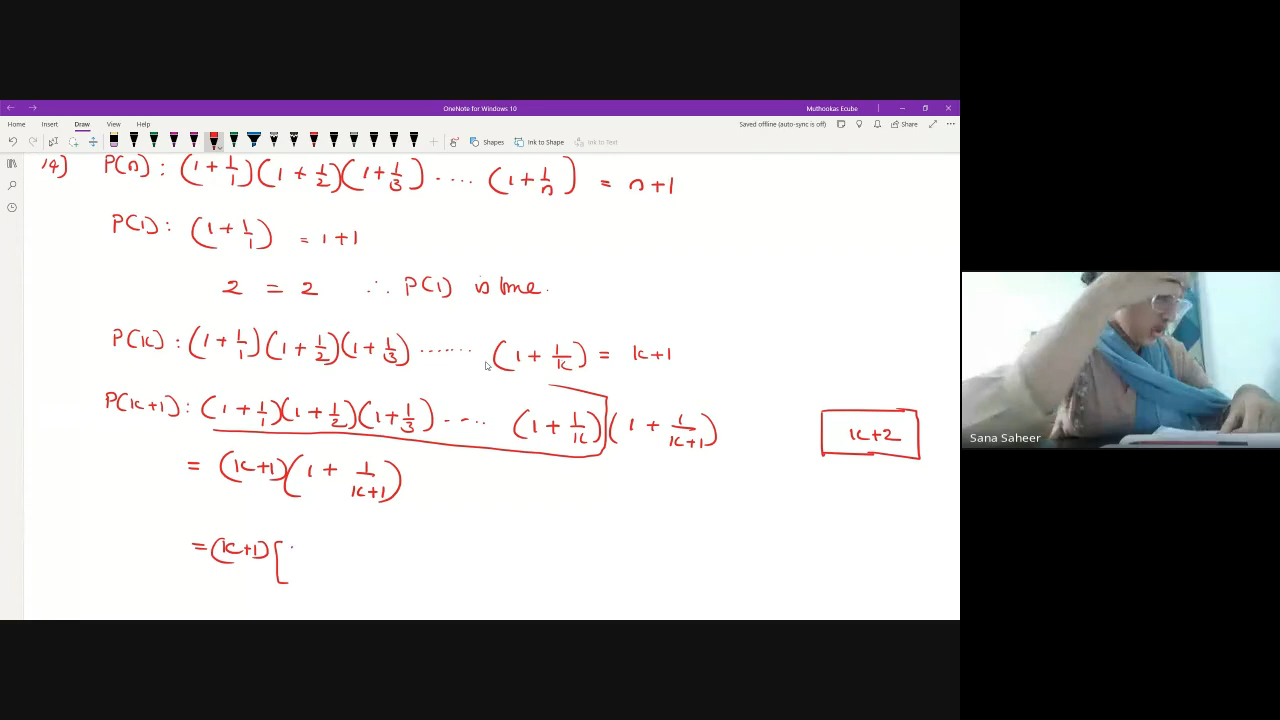 OneNote for Windows 10
Muthookas Ecube
Home Insert Draw View Help
Saved offline (auto-sync is off) Share
Shapes Ink to Shape Ink to Text
14) P(n) : (1 + 1/1)(1 + 1/2)(1 + 1/3) .... (1 + 1/n) = n+1
P(1) : (1 + 1/1) = 1+1
2 = 2 ∴ P(1) is true.
P(k) : (1 + 1/1)(1 + 1/2)(1 + 1/3) ....... (1 + 1/k) = k+1
P(k+1) : (1 + 1/1)(1 + 1/2)(1 + 1/3) ..... (1 + 1/k)(1 + 1/k+1)
k+2
= (k+1)(1 + 1/k+1)
= (k+1)[
Sana Saheer